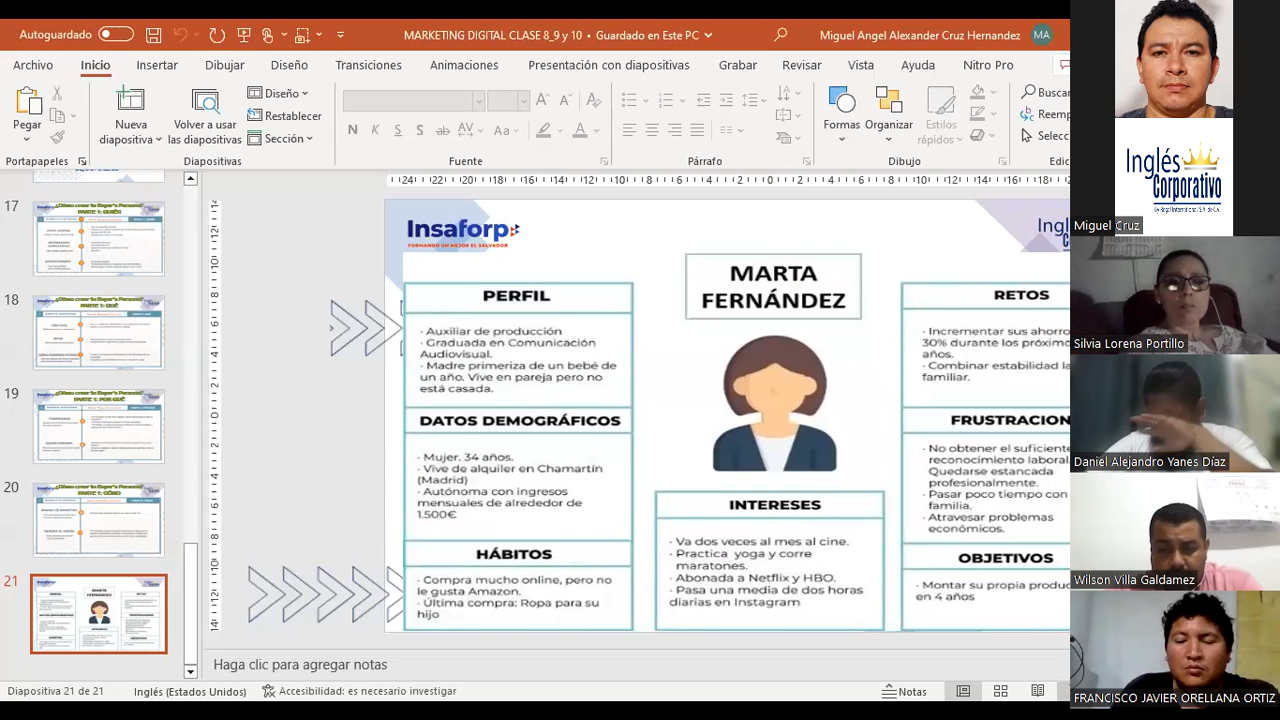 Autoguardado
MARKETING DIGITAL CLASE 8_9 y 10 • Guardado en Este PC
Miguel Angel Alexander Cruz Hernandez
MA
Archivo
Inicio
Insertar
Dibujar
Diseño
Transiciones
Animaciones
Presentación con diapositivas
Grabar
Revisar
Vista
Ayuda
Nitro Pro
Pegar
Nueva
diapositiva
Volver a usar
las diapositivas
Diseño
Restablecer
Sección
Formas
Organizar
Estilos
rápidos
Buscar
Portapapeles
Diapositivas
Fuente
Párrafo
Dibujo
17
18
19
20
21
Insaforp
FORMANDO UN MEJOR EL SALVADOR
MARTA
FERNÁNDEZ
PERFIL
- Auxiliar de producción
- Graduada en Comunicación
Audiovisual.
- Madre primeriza de un bebé de
un año. Vive en pareja pero no
está casada.
DATOS DEMOGRÁFICOS
- Mujer, 34 años.
- Vive de alquiler en Chamartín
(Madrid)
- Autónoma con ingresos
mensuales de alrededor de
1.500€
HÁBITOS
- Compra mucho online, pero no
le gusta Amazon.
- Última compra: Ropa para su
hijo
INTERESES
- Va dos veces al mes al cine.
- Practica yoga y corre
maratones.
- Abonada a Netflix y HBO.
- Pasa una media de dos horas
diarias en Instagram
RETOS
- Incrementar sus ahorro
30% durante los próximo
años.
- Combinar estabilidad la
familiar.
FRUSTRACION
- No obtener el suficiente
reconocimiento laboral.
Quedarse estancada
profesionalmente.
- Pasar poco tiempo con
familia.
- Atravesar problemas
económicos.
OBJETIVOS
- Montar su propia produc
en 4 años
Haga clic para agregar notas
Diapositiva 21 de 21
Inglés (Estados Unidos)
Accesibilidad: es necesario investigar
Notas
Inglés
Corporativo
By Regal International, S.A. de C.V.
Miguel Cruz
Silvia Lorena Portillo
Daniel Alejandro Yanes Díaz
Wilson Villa Galdamez
FRANCISCO JAVIER ORELLANA ORTIZ